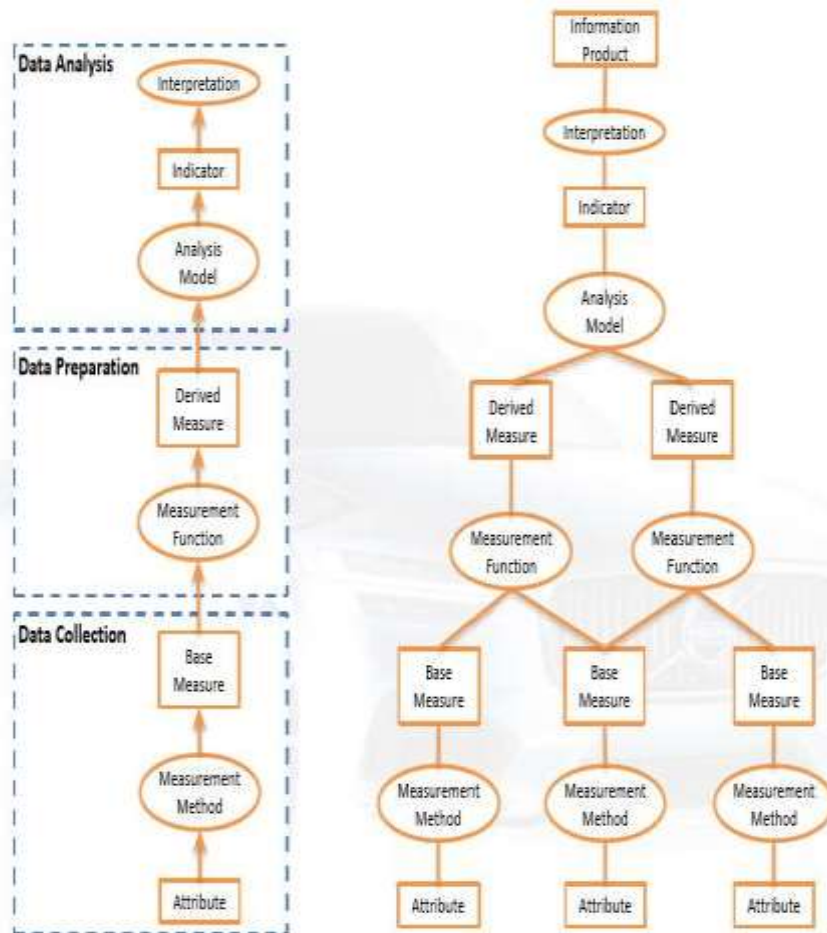 Data Analysis
Interpretation
Indicator
Analysis
Model
Data Preparation
Derived
Measure
Measurement
Function
Data Collection
Base
Measure
Measurement
Method
Attribute
Information
Product
Interpretation
Indicator
Analysis
Model
Derived
Measure
Derived
Measure
Measurement
Function
Measurement
Function
Base
Measure
Base
Measure
Base
Measure
Measurement
Method
Measurement
Method
Measurement
Method
Attribute
Attribute
Attribute